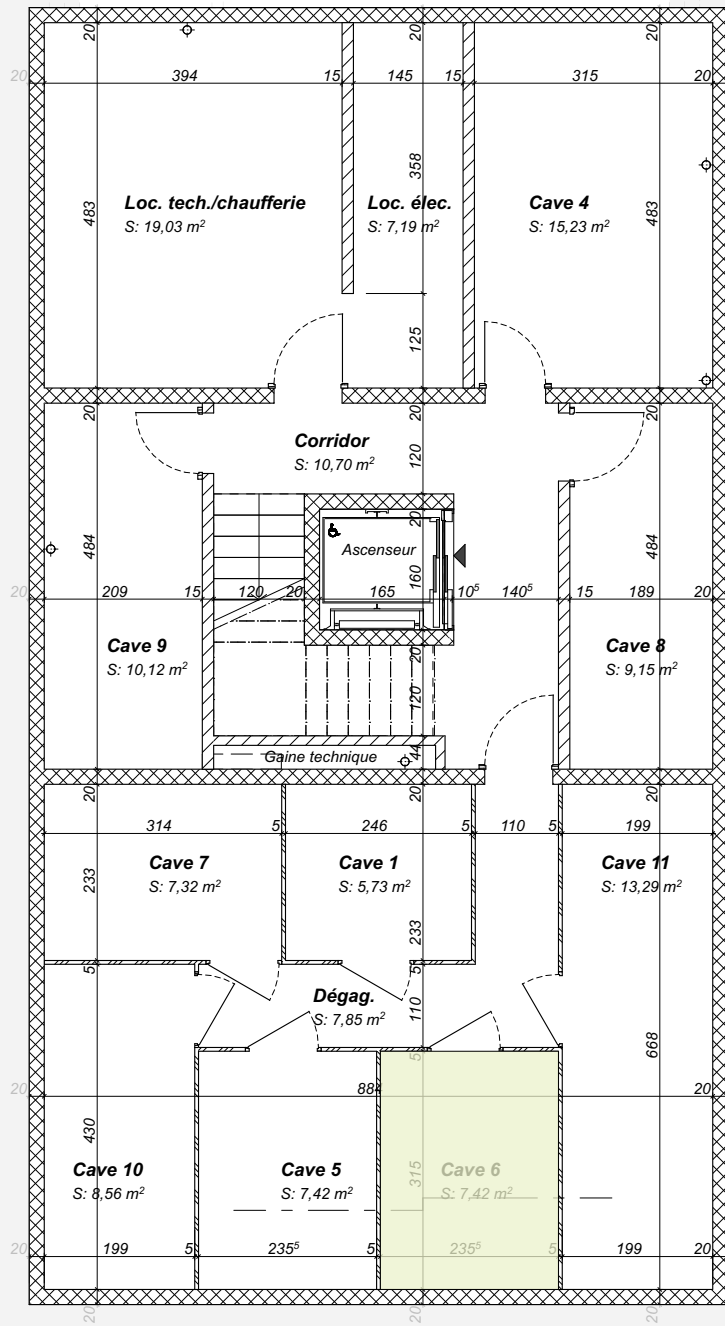 20
20
20
394
15
145
15
315
20
358
483
483
Loc. tech./chaufferie
S: 19,03 m²
Loc. élec.
S: 7,19 m²
Cave 4
S: 15,23 m²
125
20
20
20
Corridor
S: 10,70 m²
120
20
Ascenseur
484
484
160
20
209
15
120
20
165
10⁵
140⁵
15
189
20
Cave 9
S: 10,12 m²
Cave 8
S: 9,15 m²
20
120
Gaine technique
44
20
20
20
314
5
246
5
110
5
199
Cave 7
S: 7,32 m²
Cave 1
S: 5,73 m²
Cave 11
S: 13,29 m²
233
233
5
5
Dégag.
S: 7,85 m²
110
668
5
20
884
20
430
Cave 10
S: 8,56 m²
Cave 5
S: 7,42 m²
315
Cave 6
S: 7,42 m²
20
199
5
235⁵
5
235⁵
5
199
20
20
20
20